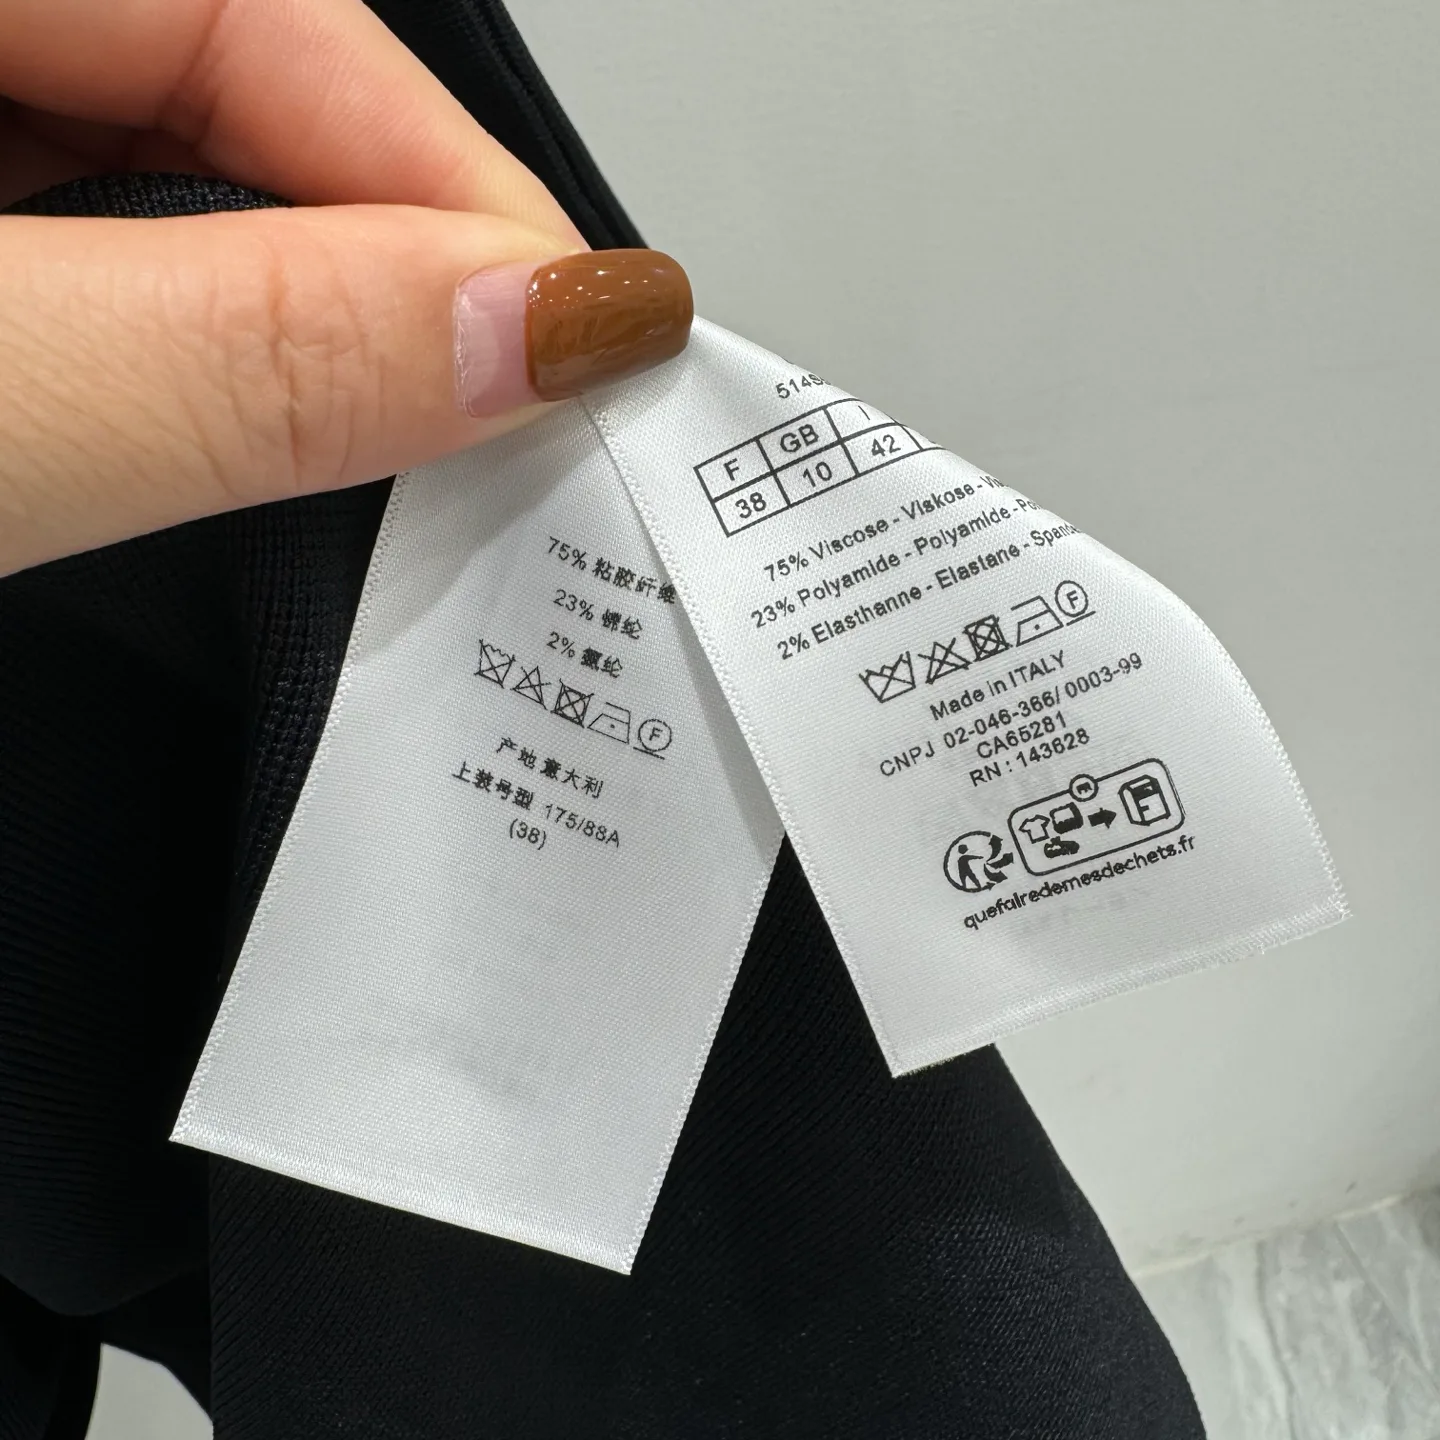 75% 粘胶纤维
23% 锦纶
2% 氨纶
F
产地意大利
上装号型 175/88A
(38)
F GB I
38 10 42
75% Viscose - Viskose -
23% Polyamide - Polyamide -
2% Elasthanne - Elastane -
F
Made in ITALY
CNPJ 02-046-366/0003-99
CA65281
RN : 143628
FR
quefairedemesdechets.fr